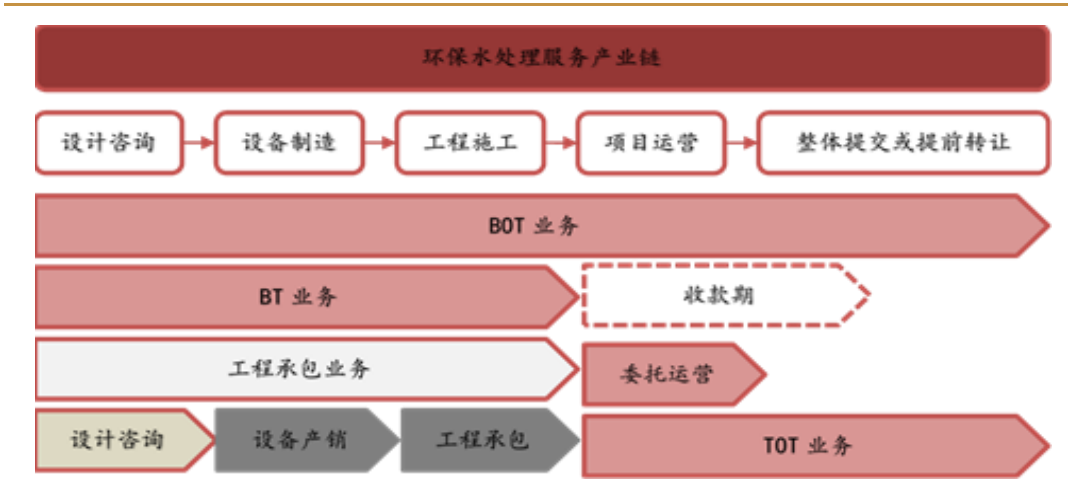 环保水处理服务产业链
设计咨询
设备制造
工程施工
项目运营
整体提交或提前转让
BOT 业务
BT 业务
收款期
工程承包业务
委托运营
设计咨询
设备产销
工程承包
TOT 业务